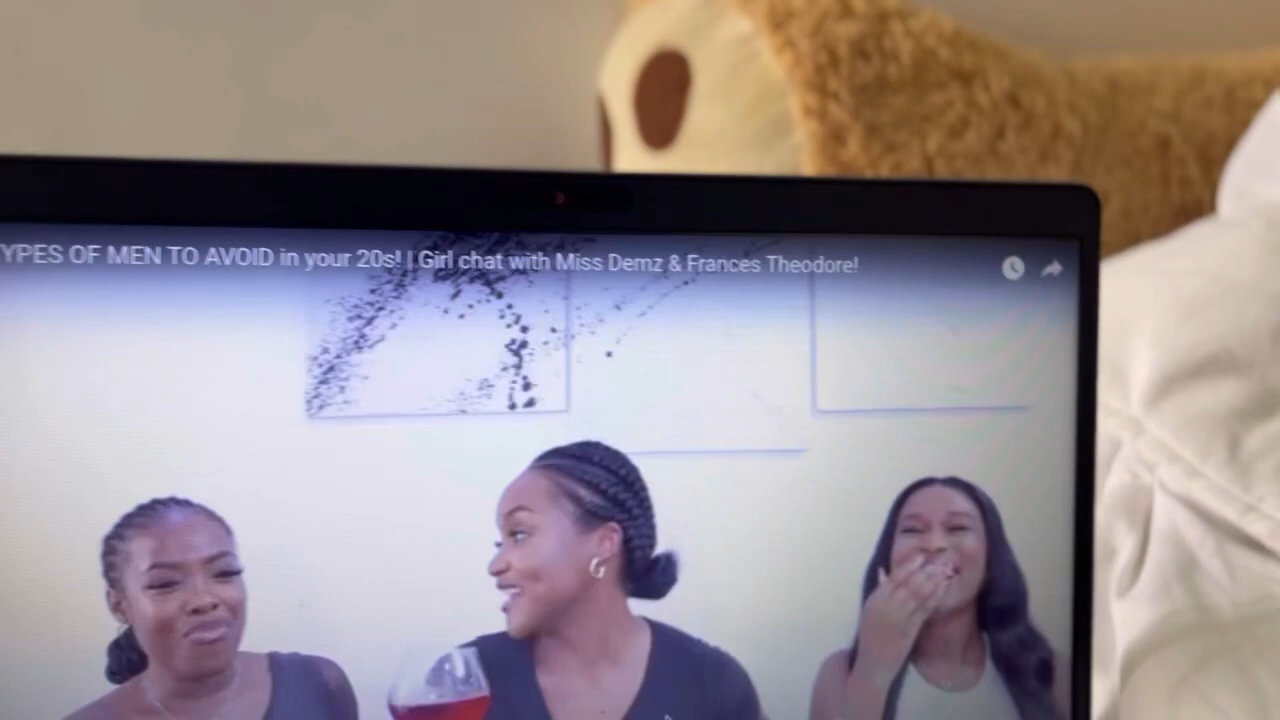 YPES OF MEN TO AVOID in your 20s! | Girl chat with Miss Demz & Frances Theodore!